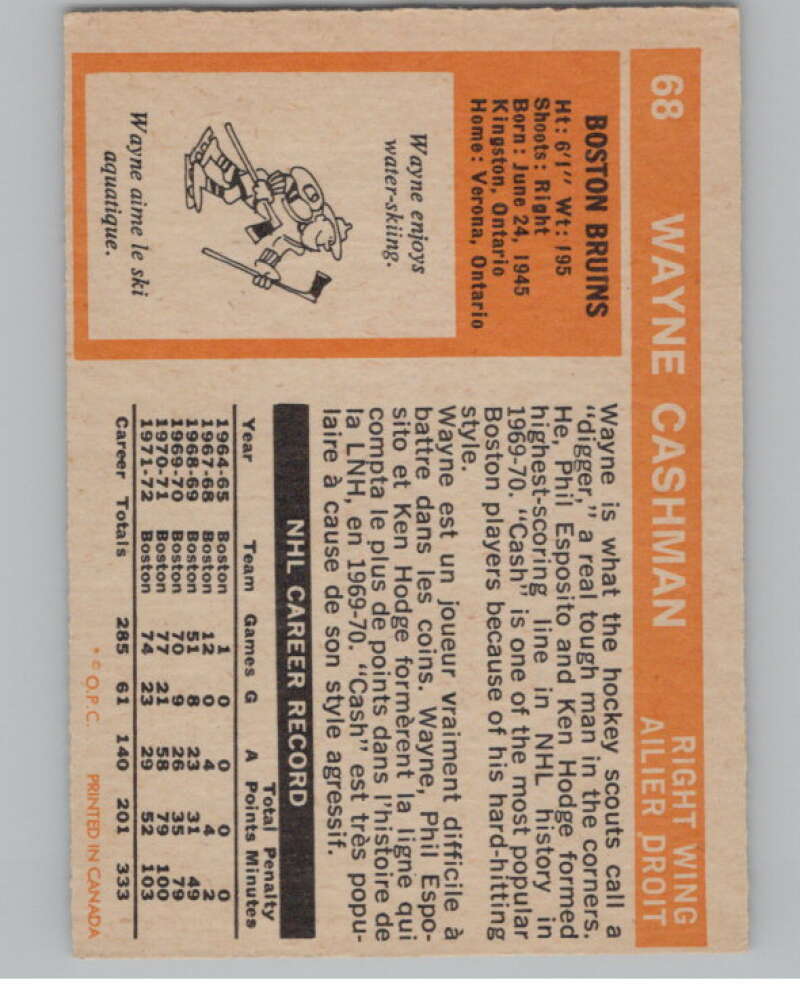 68 WAYNE CASHMAN RIGHT WING
AILIER DROIT
BOSTON BRUINS
Ht: 6'1" Wt: 195
Shoots: Right
Born: June 24, 1945
Kingston, Ontario
Home: Verona, Ontario
Wayne enjoys
water-skiing.
Wayne aime le ski
aquatique.
Wayne is what the hockey scouts call a
"digger," a real tough man in the corners.
He, Phil Esposito and Ken Hodge formed
highest-scoring line in NHL history in
1969-70. "Cash" is one of the most popular
Boston players because of his hard-hitting
style.
Wayne est un joueur vraiment difficile à
battre dans les coins. Wayne, Phil Espo-
sito et Ken Hodge formèrent la ligne qui
compta le plus de points dans l'histoire de
la LNH, en 1969-70. "Cash" est très popu-
laire à cause de son style agressif.
NHL CAREER RECORD
Total Penalty
Year Team Games G A Points Minutes
1964-65 Boston 1 0 0 0 0
1967-68 Boston 12 0 4 4 2
1968-69 Boston 51 8 23 31 49
1969-70 Boston 70 9 26 35 79
1970-71 Boston 77 21 58 79 100
1971-72 Boston 74 23 29 52 103
Career Totals 285 61 140 201 333
* © O.P.C. PRINTED IN CANADA